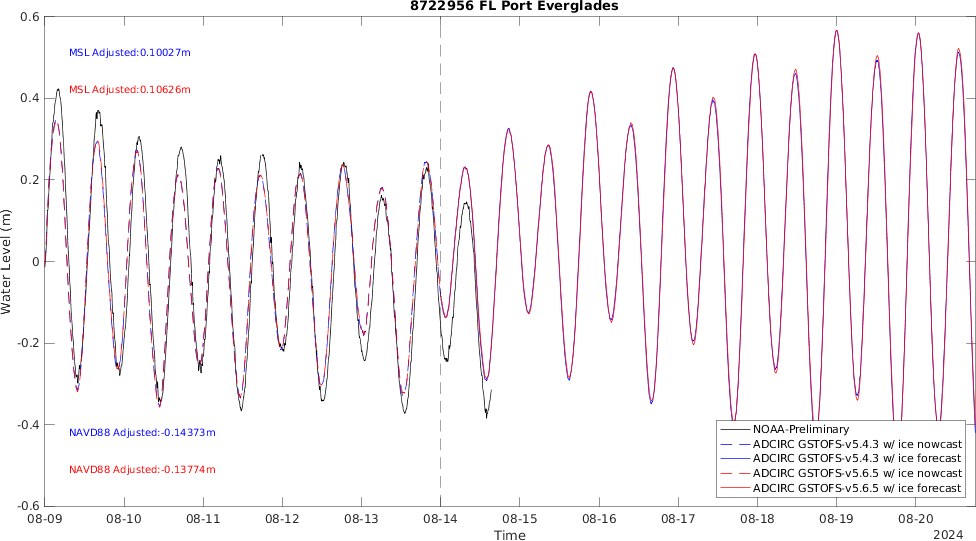 8722956 FL Port Everglades
0.6
MSL Adjusted:0.10027m
MSL Adjusted:0.10626m
0.4
0.2
0
-0.2
-0.4
-0.6
Water Level (m)
NAVD88 Adjusted:-0.14373m
NAVD88 Adjusted:-0.13774m
NOAA-Preliminary
ADCIRC GSTOFS-v5.4.3 w/ ice nowcast
ADCIRC GSTOFS-v5.4.3 w/ ice forecast
ADCIRC GSTOFS-v5.6.5 w/ ice nowcast
ADCIRC GSTOFS-v5.6.5 w/ ice forecast
08-09 08-10 08-11 08-12 08-13 08-14 08-15 08-16 08-17 08-18 08-19 08-20
Time
2024